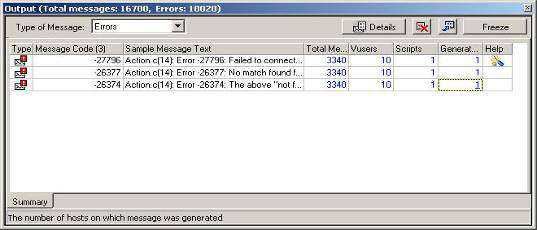 Output (Total messages: 16700, Errors: 10020)
Type of Message: Errors Details Freeze
Type Message Code (3) Sample Message Text Total Me... Vusers Scripts Generat... Help
-27796 Action.c(14): Error -27796: Failed to connect... 3340 10 1 1
-26377 Action.c(14): Error -26377: No match found f... 3340 10 1 1
-26374 Action.c(14): Error -26374: The above "not f... 3340 10 1 1
Summary
The number of hosts on which message was generated